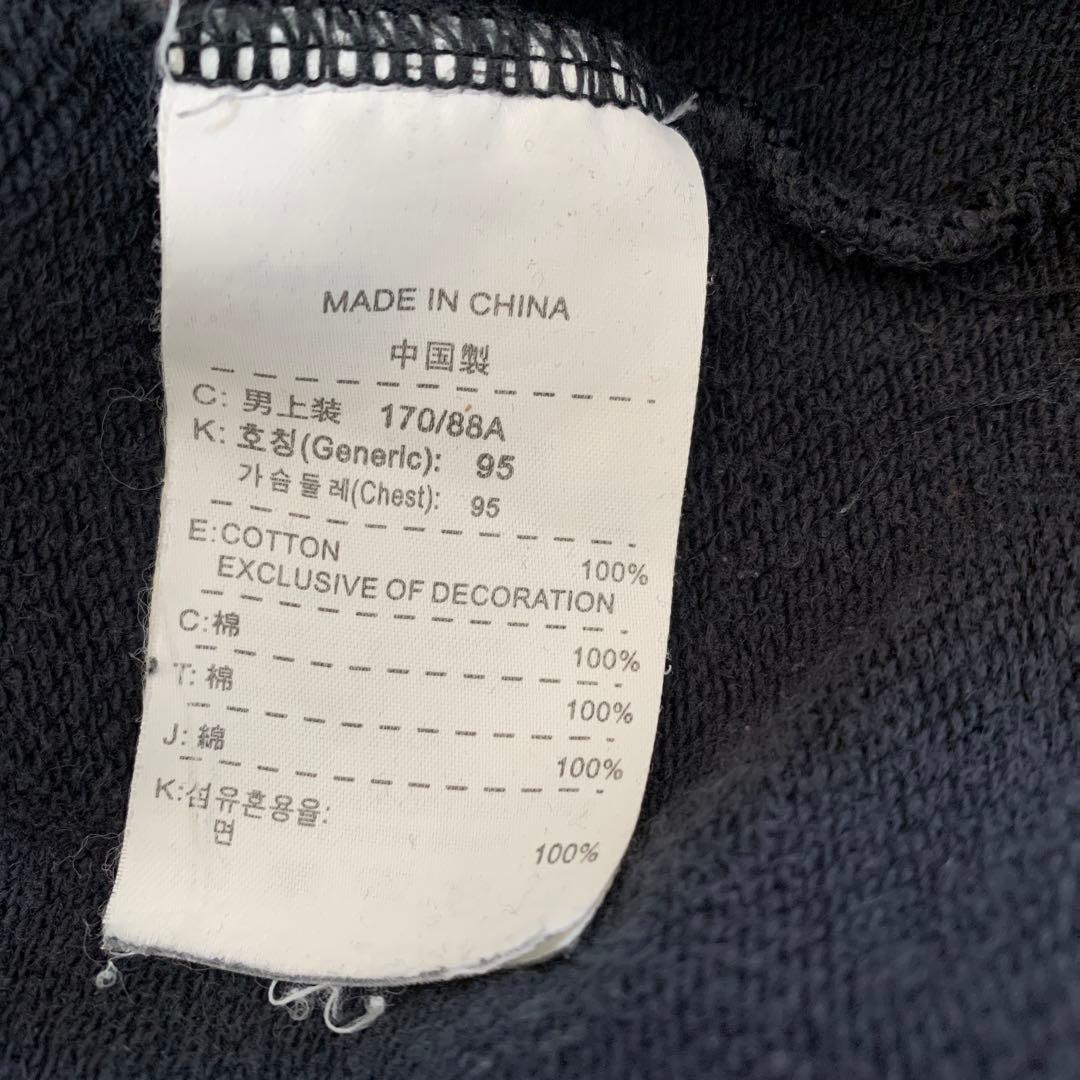 MADE IN CHINA
中国製
C: 男上装 170/88A
K: 호칭(Generic): 95
가슴둘레(Chest): 95
E:COTTON 100%
EXCLUSIVE OF DECORATION
C:棉 100%
T: 棉 100%
J: 綿 100%
K:섬유혼용율:
면 100%